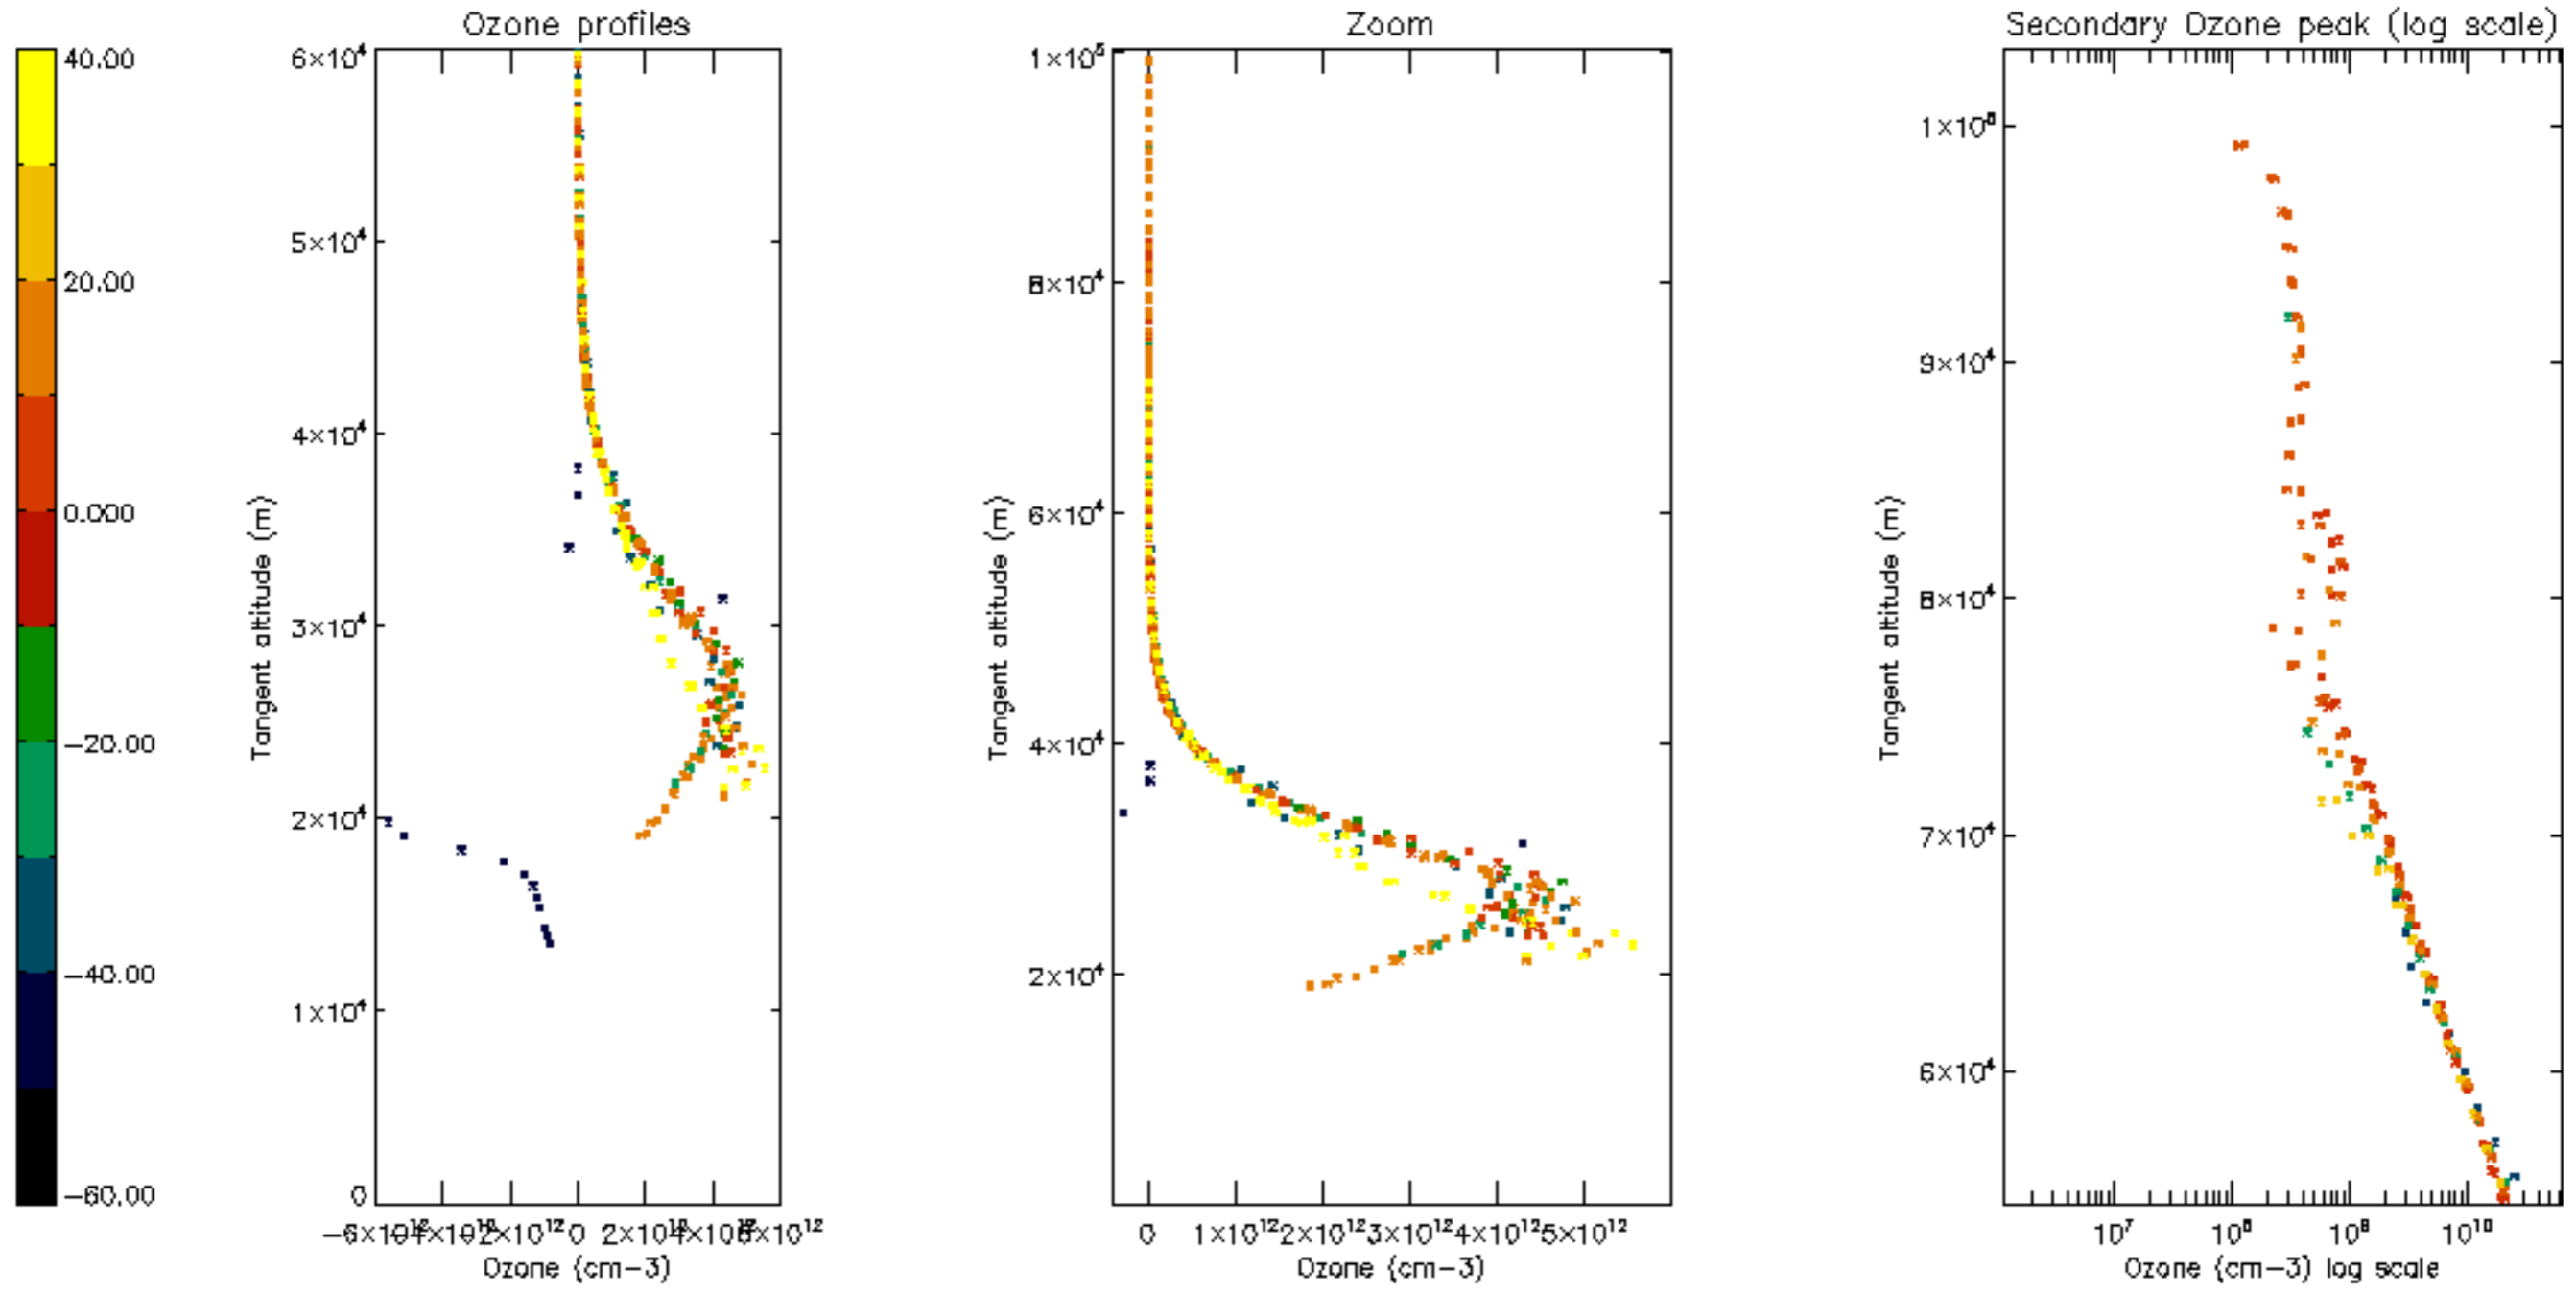 Ozone profiles
Zoom
Secondary Ozone peak (log scale)
40.00
20.00
0.000
−20.00
−40.00
−60.00
6×10⁴
5×10⁴
4×10⁴
3×10⁴
2×10⁴
1×10⁴
0
Tangent altitude (m)
0
Ozone (cm−3)
1×10⁵
8×10⁴
6×10⁴
4×10⁴
2×10⁴
Tangent altitude (m)
0 1×10¹² 2×10¹² 3×10¹² 4×10¹² 5×10¹²
Ozone (cm−3)
9×10⁴
8×10⁴
7×10⁴
6×10⁴
Tangent altitude (m)
10⁷ 10⁸ 10⁹ 10¹⁰
Ozone (cm−3) log scale